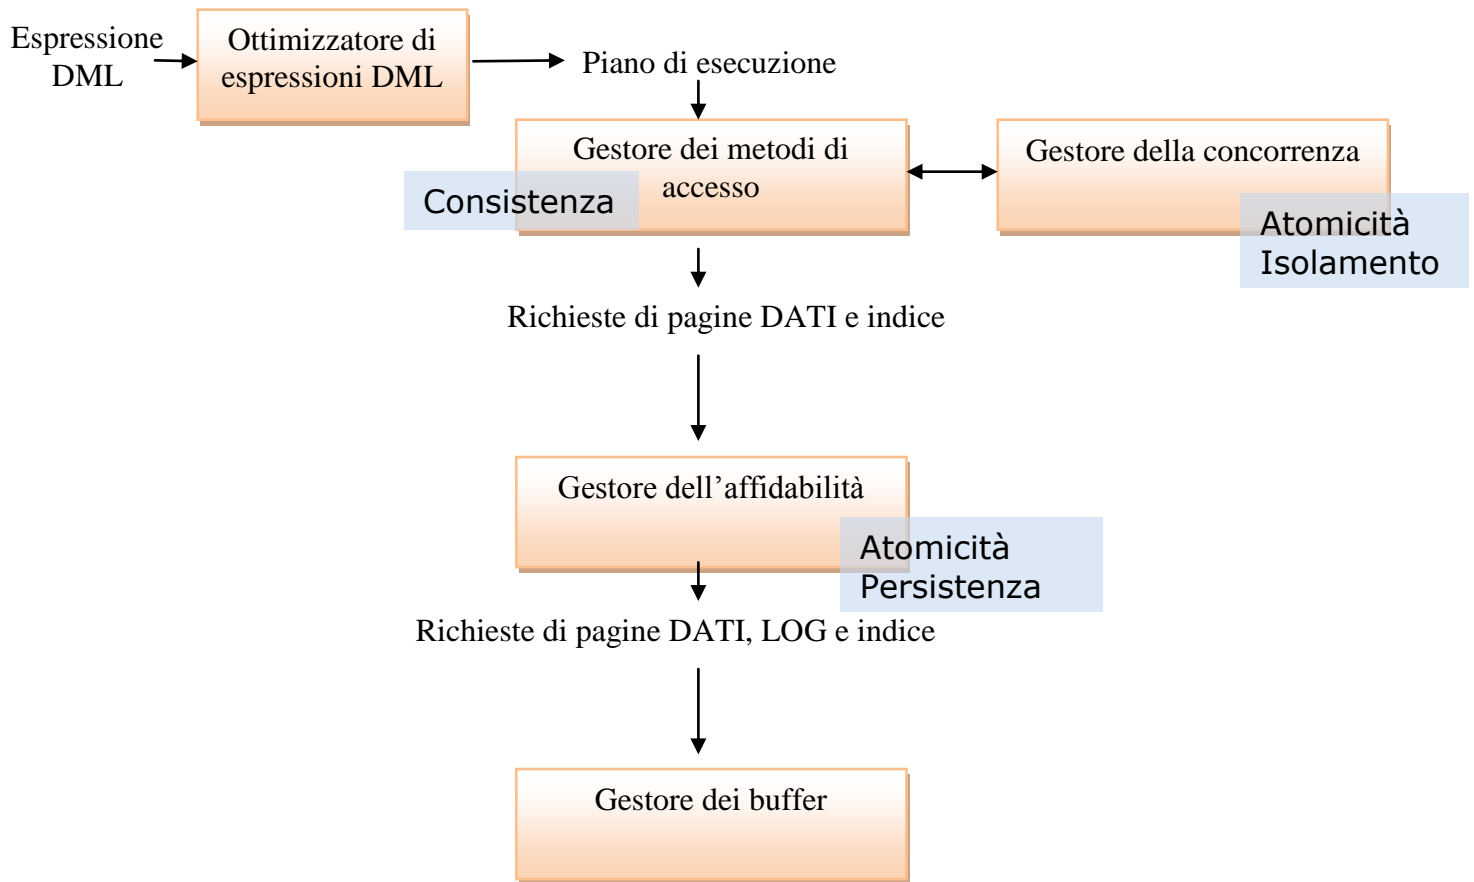 Espressione
DML
Ottimizzatore di
espressioni DML
Piano di esecuzione
Gestore dei metodi di
accesso
Consistenza
Gestore della concorrenza
Atomicità
Isolamento
Richieste di pagine DATI e indice
Gestore dell’affidabilità
Atomicità
Persistenza
Richieste di pagine DATI, LOG e indice
Gestore dei buffer